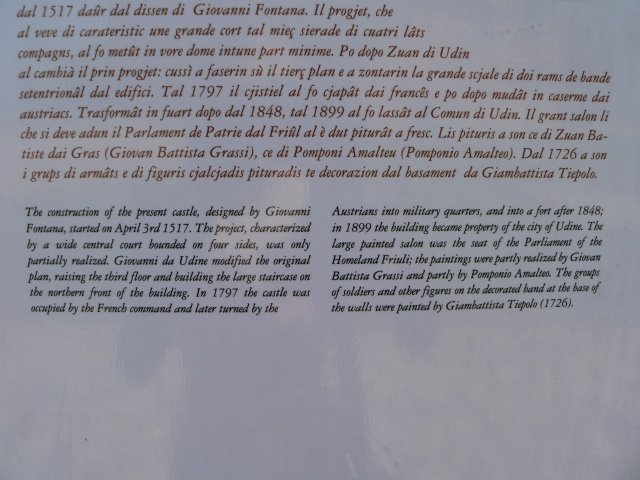 dal 1517 daûr dal dissen di Giovanni Fontana. Il progjet, che
al veve di carateristic une grande cort tal mieç sierade di cuatri lâts
compagns, al fo metût in vore dome intune part minime. Po dopo Zuan di Udin
al cambià il prin progjet: cussì a faserin sù il tierç plan e a zontarin la grande scjale di doi rams de bande
setentrionâl dal edifici. Tal 1797 il cjistiel al fo cjapât dai francês e po dopo mudât in caserme dai
austriacs. Trasformât in fuart dopo dal 1848, tal 1899 al fo lassât al Comun di Udin. Il grant salon li
che si deve adun il Parlament de Patrie dal Friûl al è dut piturât a fresc. Lis pituris a son ce di Zuan Ba-
tiste dai Gras (Giovan Battista Grassi), ce di Pomponi Amalteu (Pomponio Amalteo). Dal 1726 a son
i grups di armâts e di figuris cjalcjadis pituradis te decorazion dal basament da Giambattista Tiepolo.
The construction of the present castle, designed by Giovanni
Fontana, started on April 3rd 1517. The project, characterized
by a wide central court bounded on four sides, was only
partially realized. Giovanni da Udine modified the original
plan, raising the third floor and building the large staircase on
the northern front of the building. In 1797 the castle was
occupied by the French command and later turned by the
Austrians into military quarters, and into a fort after 1848;
in 1899 the building became property of the city of Udine. The
large painted salon was the seat of the Parliament of the
Homeland Friuli; the paintings were partly realized by Giovan
Battista Grassi and partly by Pomponio Amalteo. The groups
of soldiers and other figures on the decorated band at the base of
the walls were painted by Giambattista Tiepolo (1726).